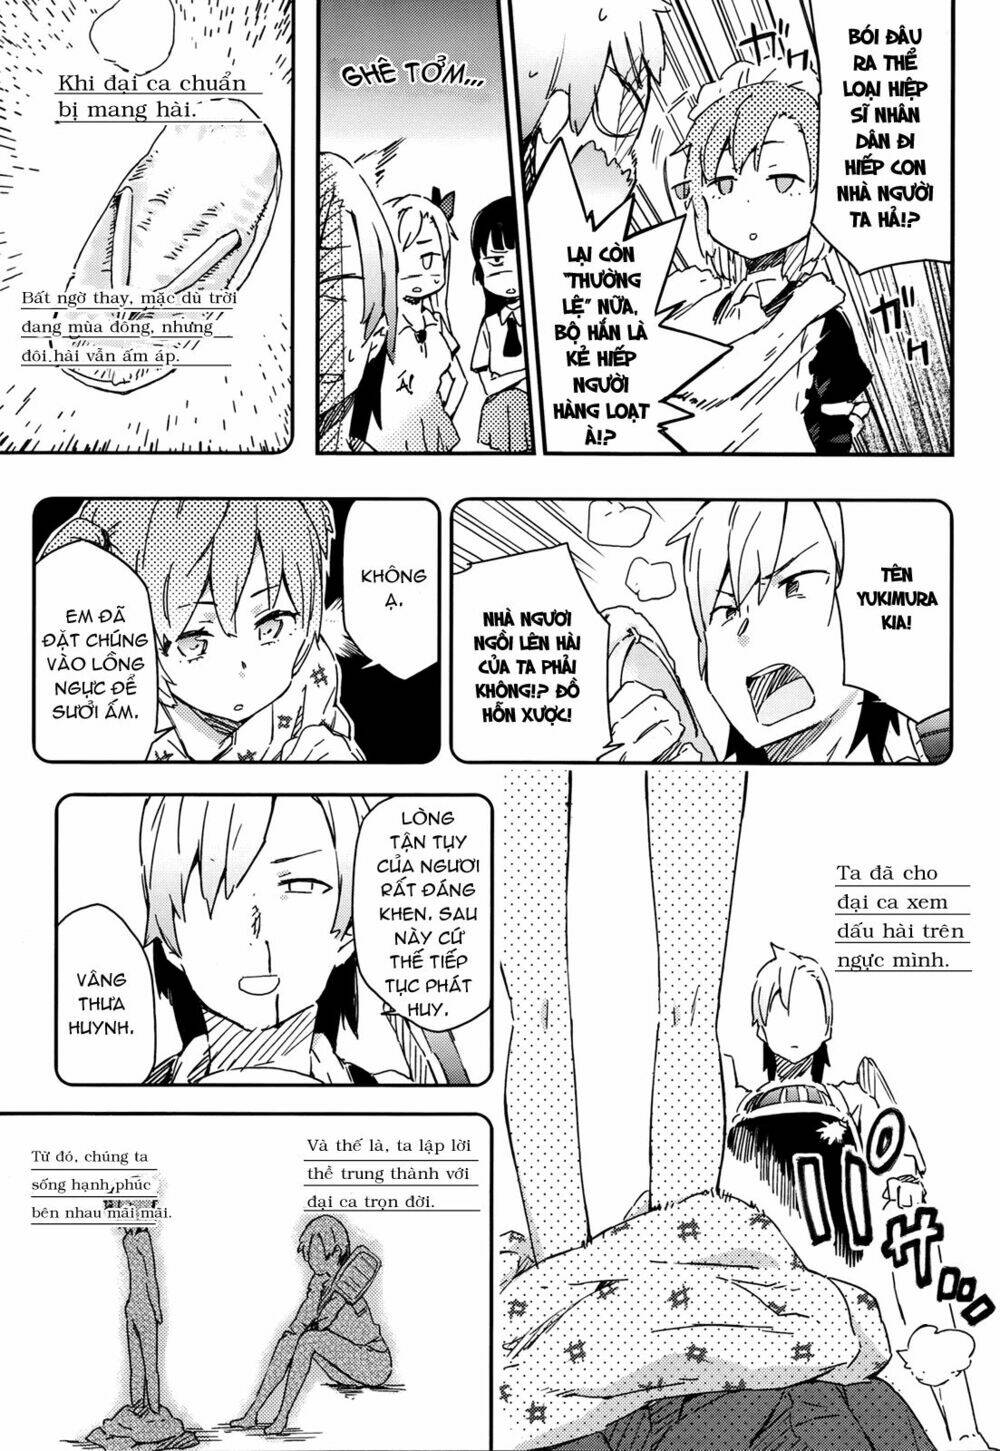 BÓI ĐÂU
RA THỂ
LOẠI HIỆP
SĨ NHÂN
DÂN ĐI
HIẾP CON
NHÀ NGƯỜI
TA HẢ!?
LẠI CÒN
"THƯỜNG
LỆ" NỮA,
BỘ HẮN LÀ
KẺ HIẾP
NGƯỜI
HÀNG LOẠT
À!?
ガガ
ガガ
GHÊ TỞM...
Khi đại ca chuẩn
bị mang hài.
Bất ngờ thay, mặc dù trời
đang mùa đông, nhưng
đôi hài vẫn ấm áp.
TÊN
YUKIMURA
KIA!
NHÀ NGƯƠI
NGỒI LÊN HÀI
CỦA TA PHẢI
KHÔNG!? ĐỒ
HỖN XƯỢC!
KHÔNG
Ạ.
EM ĐÃ
ĐẶT CHÚNG
VÀO LỒNG
NGỰC ĐỂ
SƯỞI ẤM.
Ta đã cho
đại ca xem
dấu hài trên
ngực mình.
LÒNG
TẬN TỤY
CỦA NGƯƠI
RẤT ĐÁNG
KHEN. SAU
NÀY CỨ
THẾ TIẾP
TỤC PHÁT
HUY.
VÂNG
THƯA
HUYNH.
Và thế là, ta lập lời
thề trung thành với
đại ca trọn đời.
Từ đó, chúng ta
sống hạnh phúc
bên nhau mãi mãi.